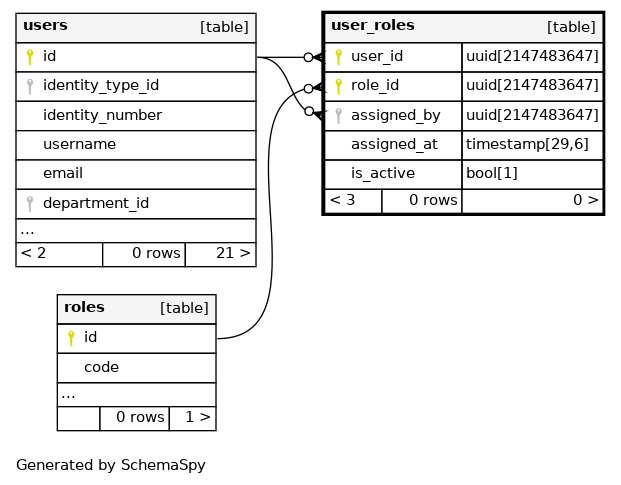 users [table]
id
identity_type_id
identity_number
username
email
department_id
...
< 2 0 rows 21 >
user_roles [table]
user_id uuid[2147483647]
role_id uuid[2147483647]
assigned_by uuid[2147483647]
assigned_at timestamp[29,6]
is_active bool[1]
< 3 0 rows 0 >
roles [table]
id
code
...
0 rows 1 >
Generated by SchemaSpy